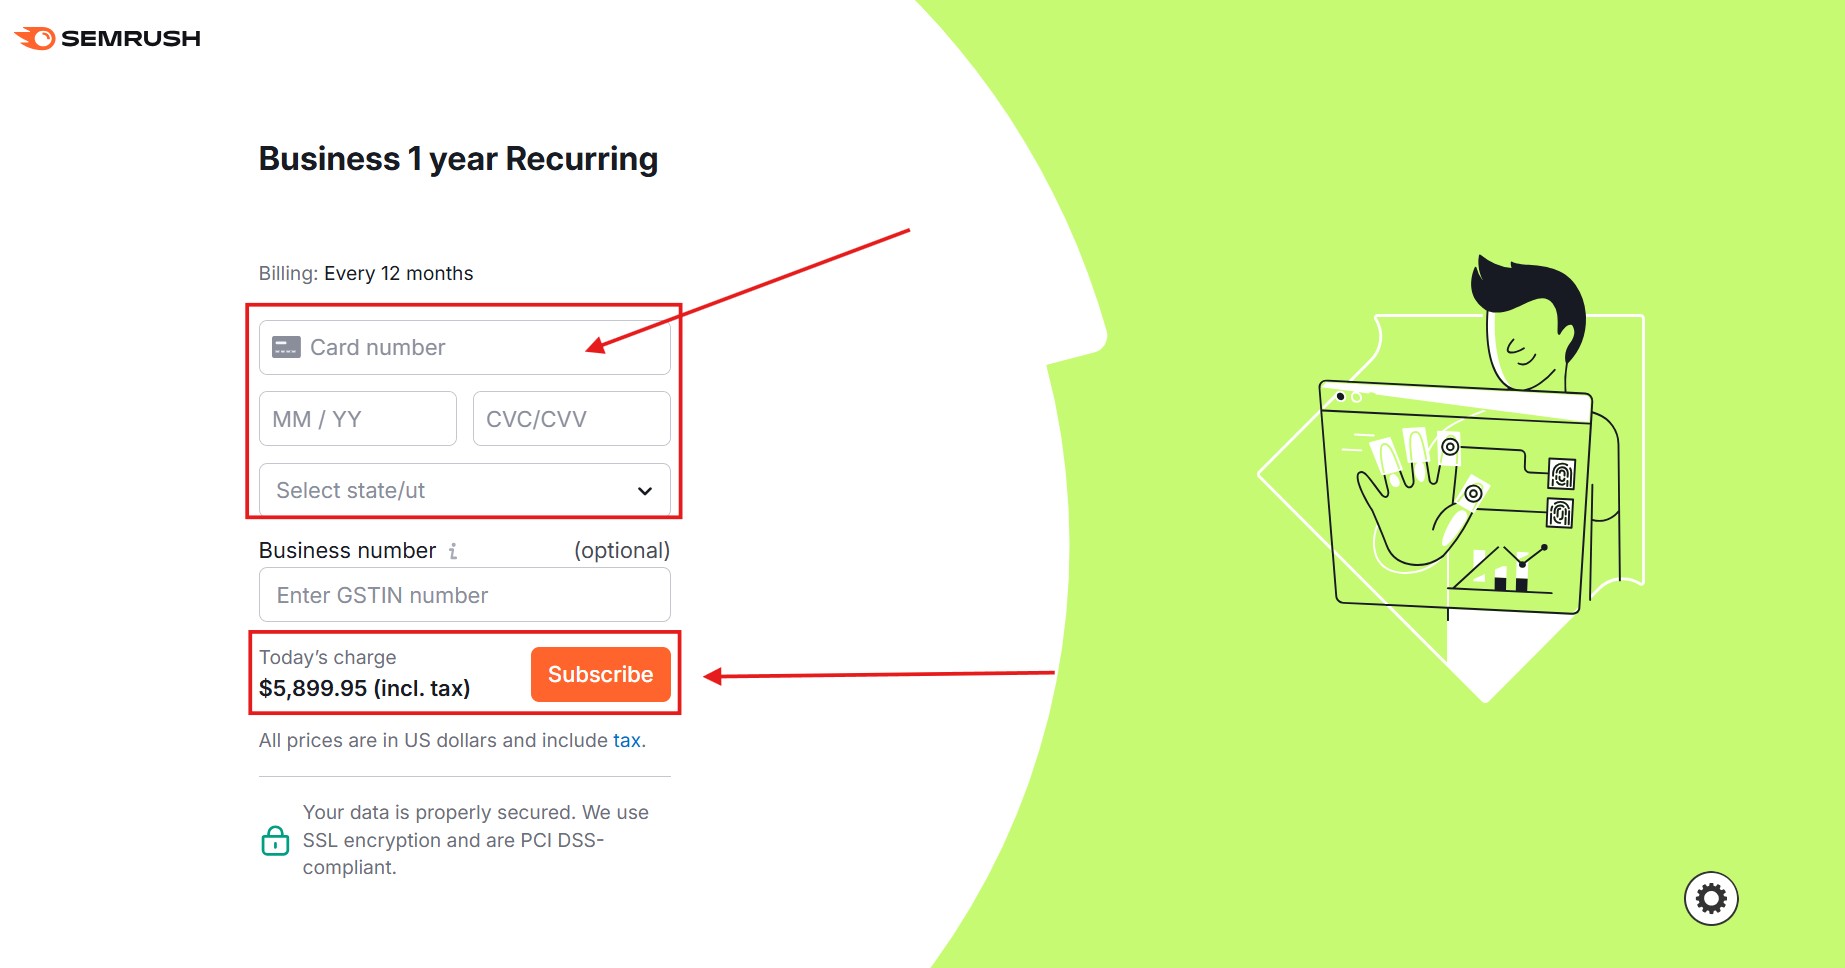 SEMRUSH
Business 1 year Recurring
Billing: Every 12 months
Card number
MM / YY
CVC/CVV
Select state/ut
Business number i (optional)
Enter GSTIN number
Today's charge
$5,899.95 (incl. tax)
Subscribe
All prices are in US dollars and include tax.
Your data is properly secured. We use
SSL encryption and are PCI DSS-
compliant.